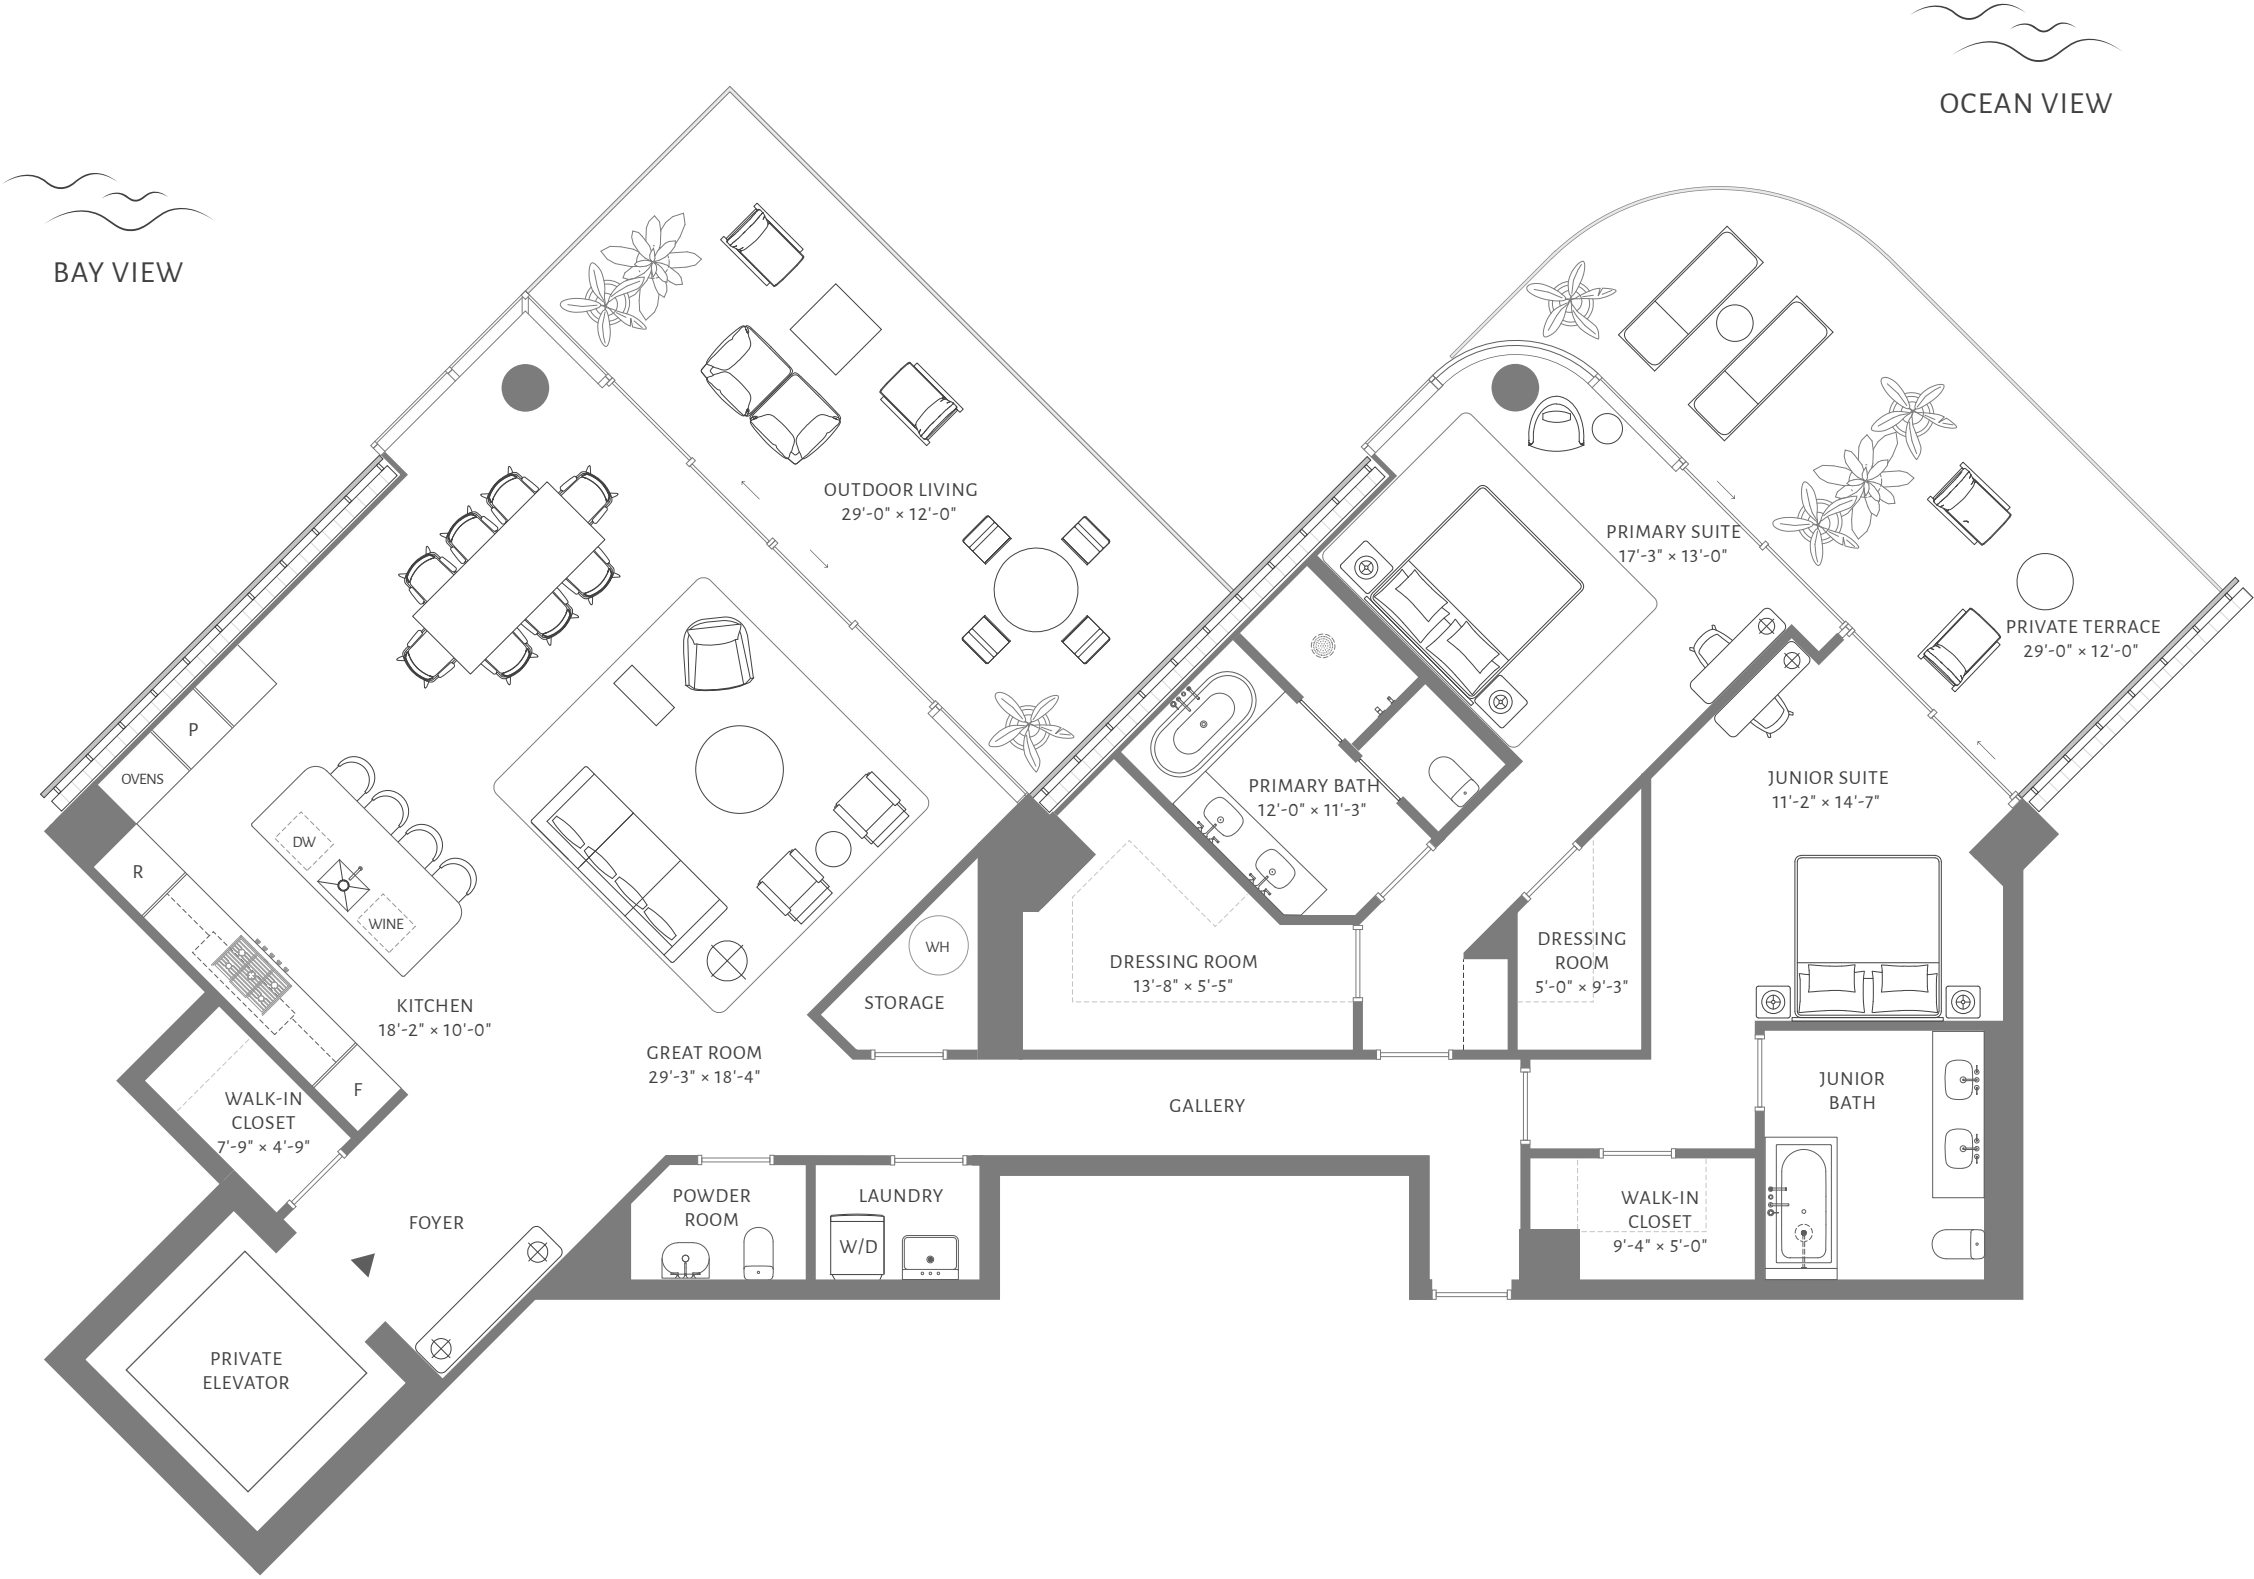 OCEAN VIEW
BAY VIEW
OUTDOOR LIVING
29'-0" × 12'-0"
PRIMARY SUITE
17'-3" × 13'-0"
PRIVATE TERRACE
29'-0" × 12'-0"
P
OVENS
JUNIOR SUITE
11'-2" × 14'-7"
PRIMARY BATH
12'-0" × 11'-3"
DW
R
WINE
WH
DRESSING
ROOM
5'-0" × 9'-3"
DRESSING ROOM
13'-8" × 5'-5"
STORAGE
KITCHEN
18'-2" × 10'-0"
GREAT ROOM
29'-3" × 18'-4"
F
JUNIOR
BATH
WALK-IN
CLOSET
7'-9" × 4'-9"
GALLERY
POWDER
ROOM
LAUNDRY
WALK-IN
CLOSET
9'-4" × 5'-0"
FOYER
W/D
PRIVATE
ELEVATOR